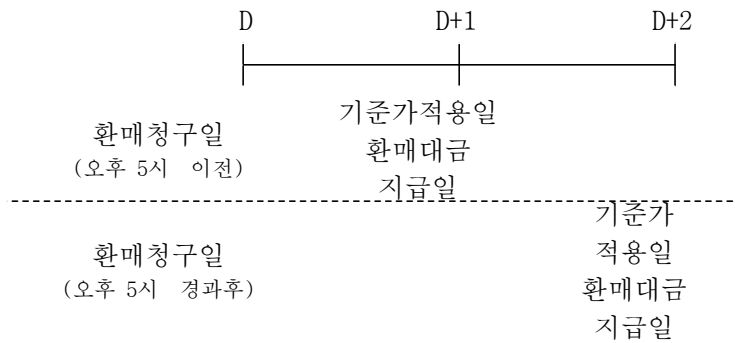 D D+1 D+2
환매청구일
(오후 5시 이전)
기준가적용일
환매대금
지급일
환매청구일
(오후 5시 경과후)
기준가
적용일
환매대금
지급일